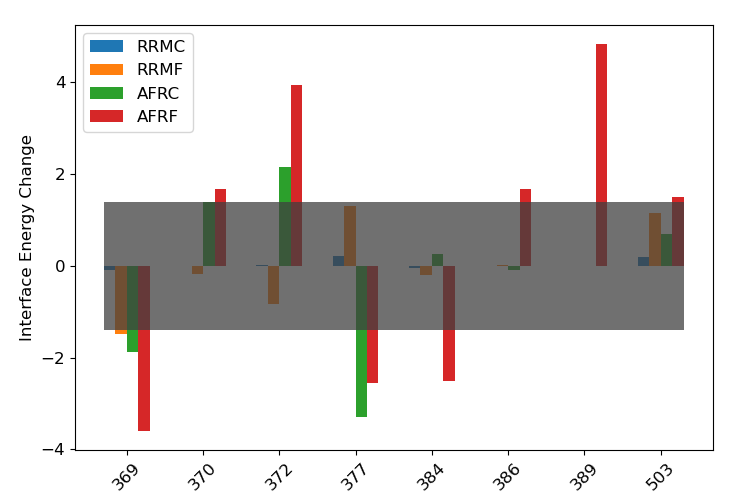 RRMC
RRMF
AFRC
AFRF
Interface Energy Change
4
2
0
−2
−4
369 370 372 377 384 386 389 503